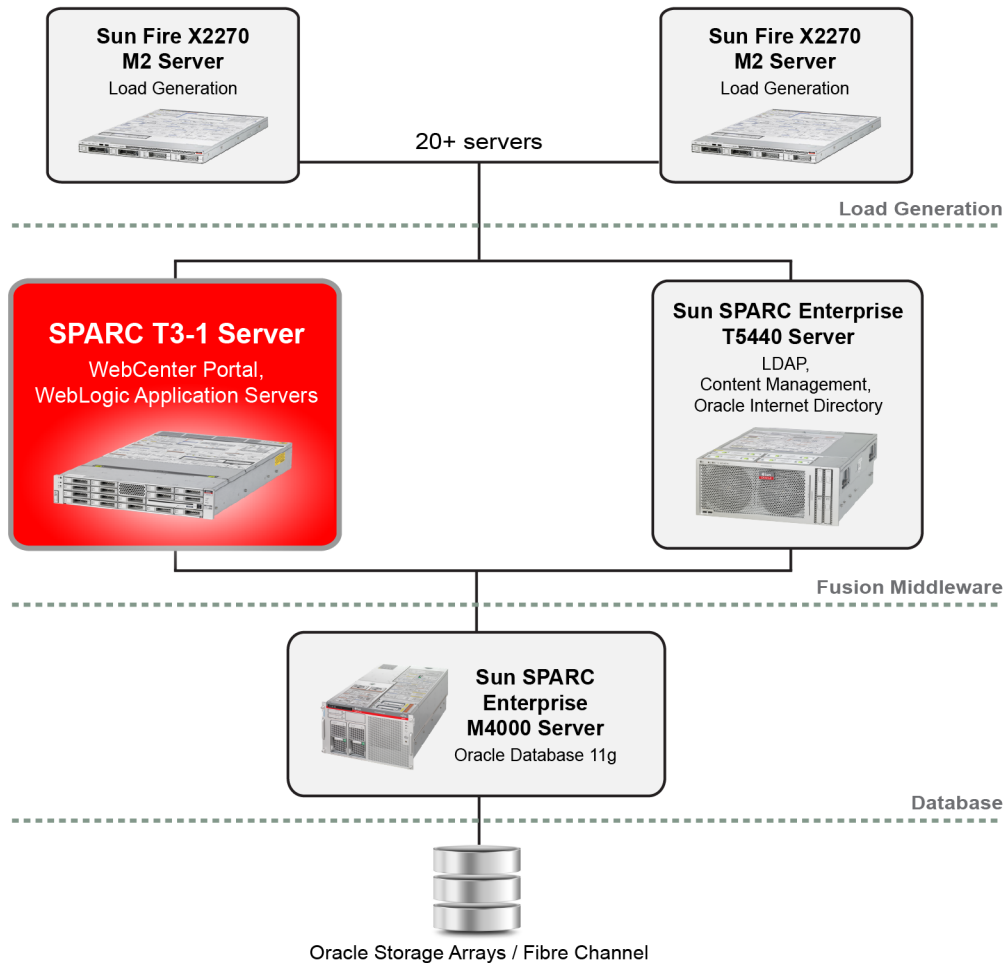 Sun Fire X2270
M2 Server
Load Generation
Sun Fire X2270
M2 Server
Load Generation
20+ servers
Load Generation
SPARC T3-1 Server
WebCenter Portal,
WebLogic Application Servers
Sun SPARC Enterprise
T5440 Server
LDAP,
Content Management,
Oracle Internet Directory
Fusion Middleware
Sun SPARC
Enterprise
M4000 Server
Oracle Database 11g
Database
Oracle Storage Arrays / Fibre Channel